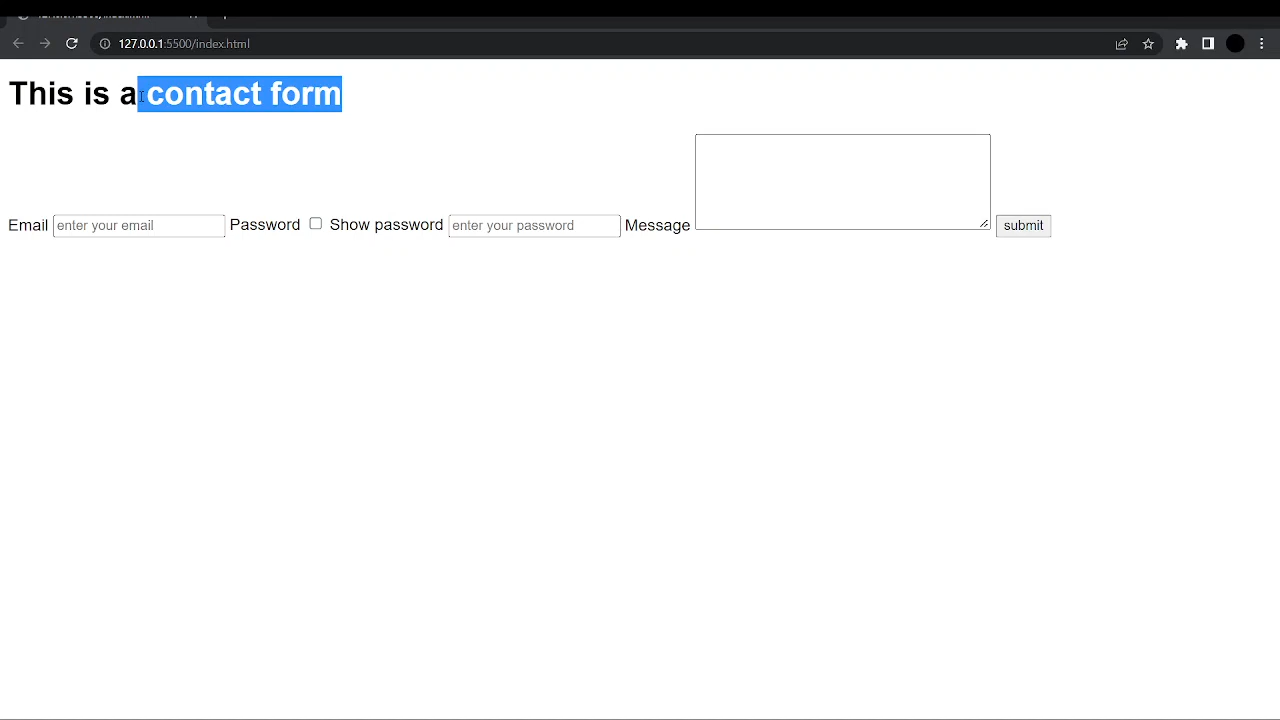 127.0.0.1:5500/index.html
This is a contact form
Email enter your email Password Show password enter your password Message submit